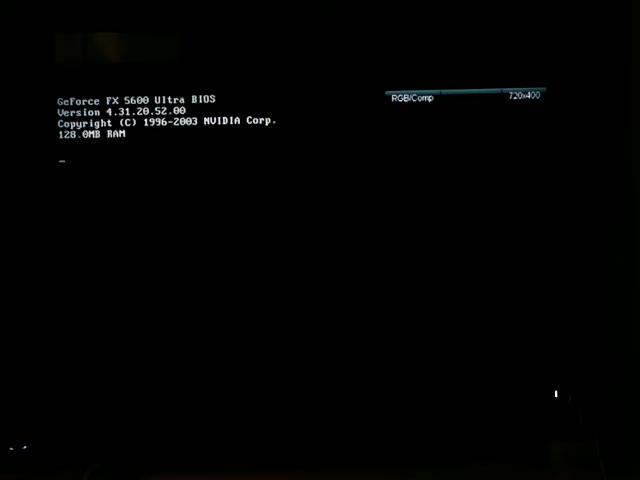 GeForce FX 5600 Ultra BIOS
Version 4.31.20.52.00
Copyright (C) 1996-2003 NVIDIA Corp.
128.0MB RAM
_
RGB/Comp 720x400